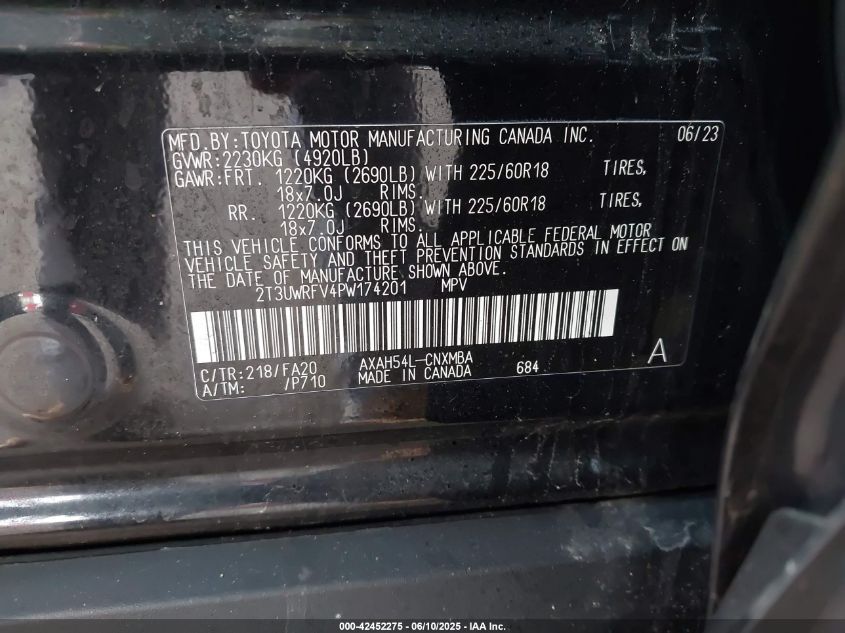 MFD.BY:TOYOTA MOTOR MANUFACTURING CANADA INC. 06/23
GVWR:2230KG (4920LB)
GAWR:FRT. 1220KG (2690LB) WITH 225/60R18 TIRES,
18x7.0J RIMS.
RR. 1220KG (2690LB) WITH 225/60R18 TIRES,
18x7.0J RIMS.
THIS VEHICLE CONFORMS TO ALL APPLICABLE FEDERAL MOTOR
VEHICLE SAFETY AND THEFT PREVENTION STANDARDS IN EFFECT ON
THE DATE OF MANUFACTURE SHOWN ABOVE.
2T3UWRFV4PW174201 MPV
C/TR:218/FA20 AXAH54L-CNXMBA
A/TM: /P710 MADE IN CANADA 684 A
000-42452275 - 06/10/2025 - IAA Inc.